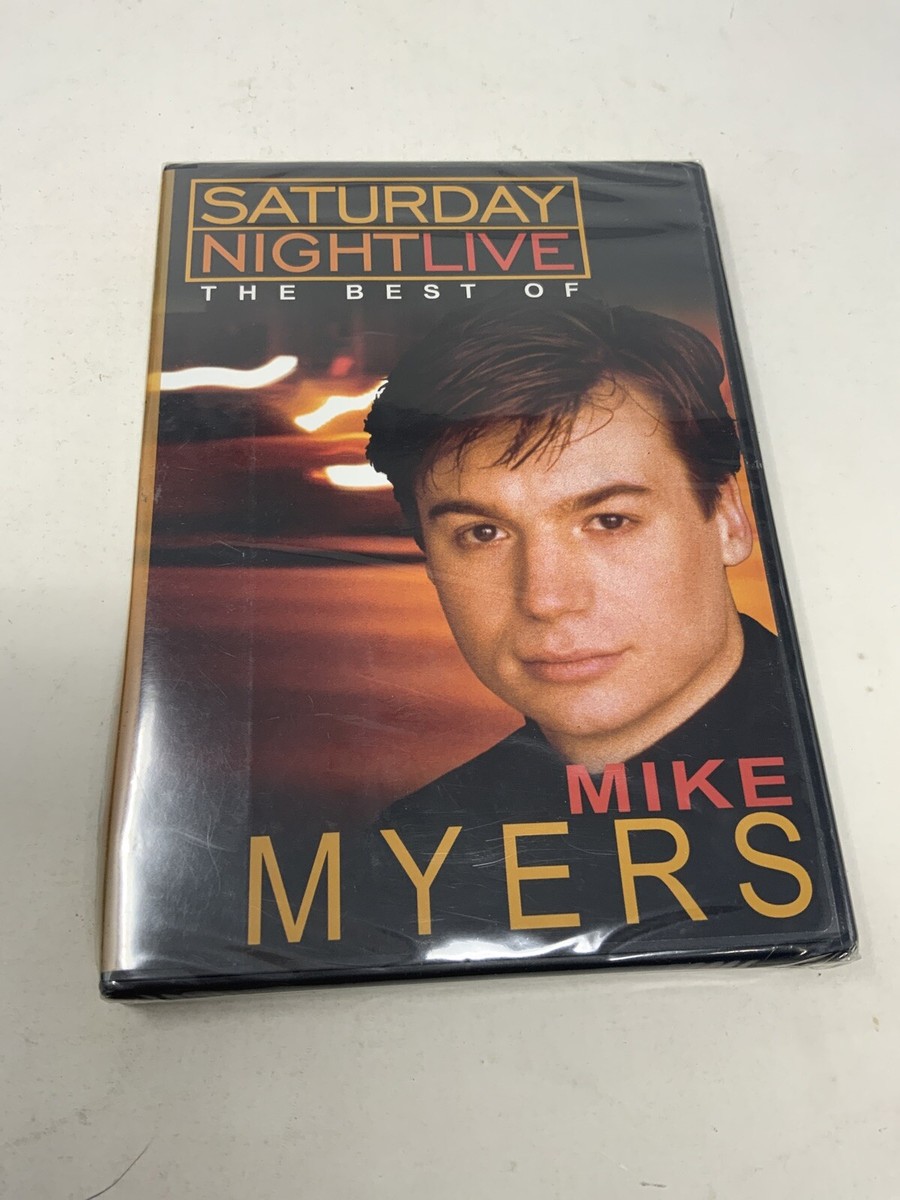 SATURDAY
NIGHTLIVE
THE BEST OF
MIKE
MYERS